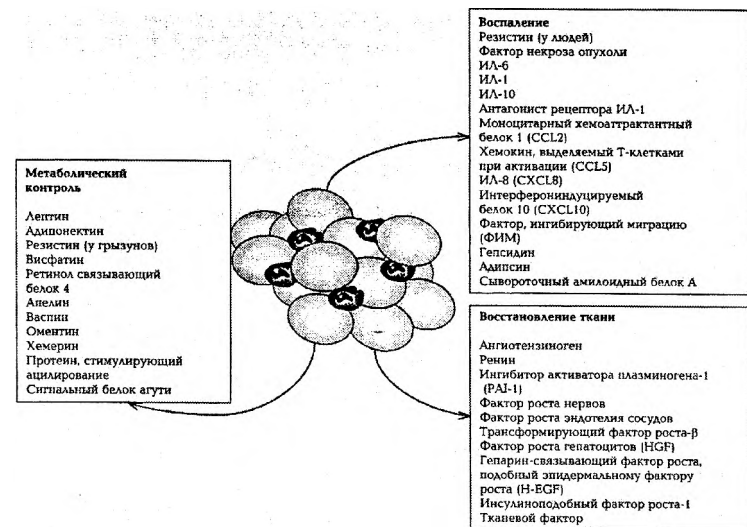 Метаболический
контроль
Лептин
Адипонектин
Резистин (у грызунов)
Висфатин
Ретинол связывающий
белок 4
Апелин
Васпин
Оментин
Хемерин
Протеин, стимулирующий
ацилирование
Сигнальный белок агути
Воспаление
Резистин (у людей)
Фактор некроза опухоли
ИЛ-6
ИЛ-1
ИЛ-10
Антагонист рецептора ИЛ-1
Моноцитарный хемоаттрактантный
белок 1 (CCL2)
Хемокин, выделяемый Т-клетками
при активации (CCL5)
ИЛ-8 (CXCL8)
Интерферониндуцируемый
белок 10 (CXCL10)
Фактор, ингибирующий миграцию
(ФИМ)
Гепсидин
Адипсин
Сывороточный амилоидный белок А
Восстановление ткани
Ангиотензиноген
Ренин
Ингибитор активатора плазминогена-1
(PAI-1)
Фактор роста нервов
Фактор роста эндотелия сосудов
Трансформирующий фактор роста-β
Фактор роста гепатоцитов (HGF)
Гепарин-связывающий фактор роста,
подобный эпидермальному фактору
роста (H-EGF)
Инсулиноподобный фактор роста-1
Тканевой фактор